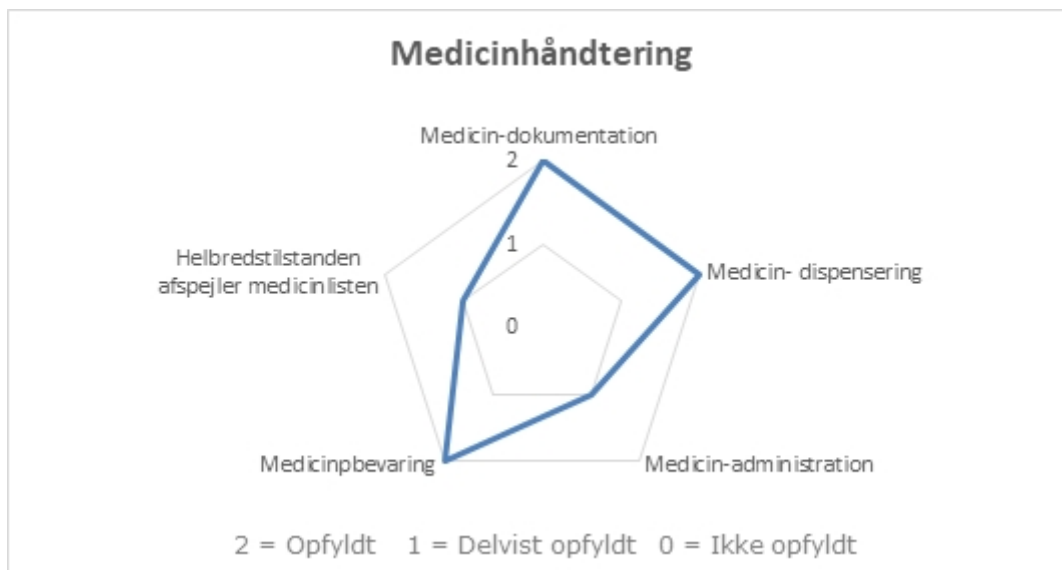 Medicinhåndtering
Medicin-dokumentation
2
1
0
Medicin- dispensering
Helbredstilstanden
afspejler medicinlisten
Medicinpbevaring
Medicin-administration
2 = Opfyldt 1 = Delvist opfyldt 0 = Ikke opfyldt